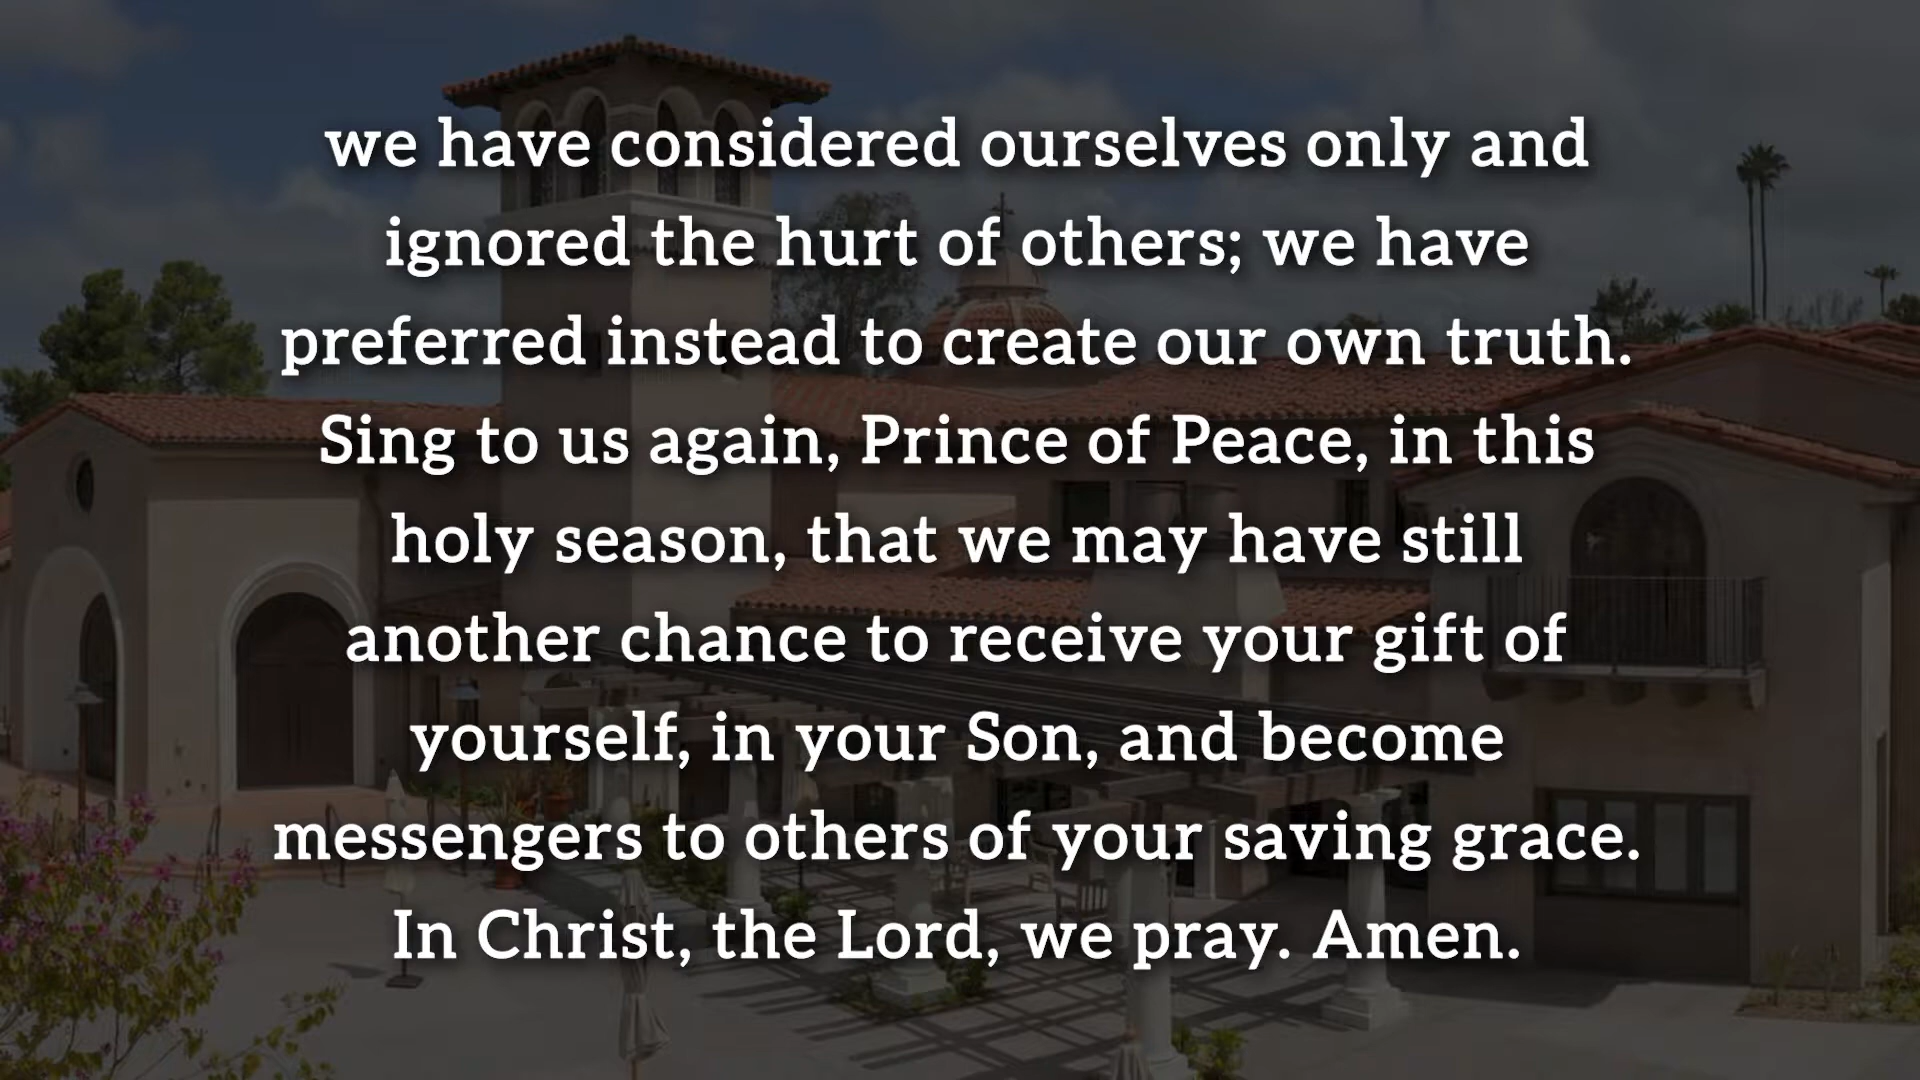 we have considered ourselves only and
ignored the hurt of others; we have
preferred instead to create our own truth.
Sing to us again, Prince of Peace, in this
holy season, that we may have still
another chance to receive your gift of
yourself, in your Son, and become
messengers to others of your saving grace.
In Christ, the Lord, we pray. Amen.